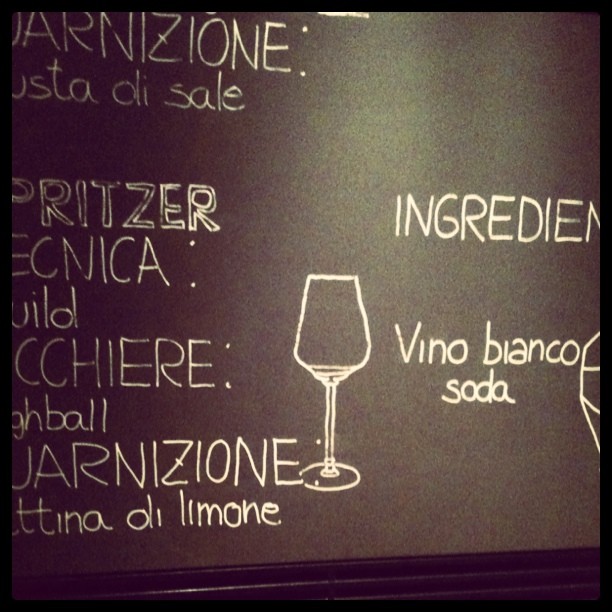 UARNIZIONE:
usta di sale
PRITZER
ECNICA:
uild
CCHIERE:
ghball
UARNIZIONE:
ttina di limone
INGREDIEN
Vino bianco
soda